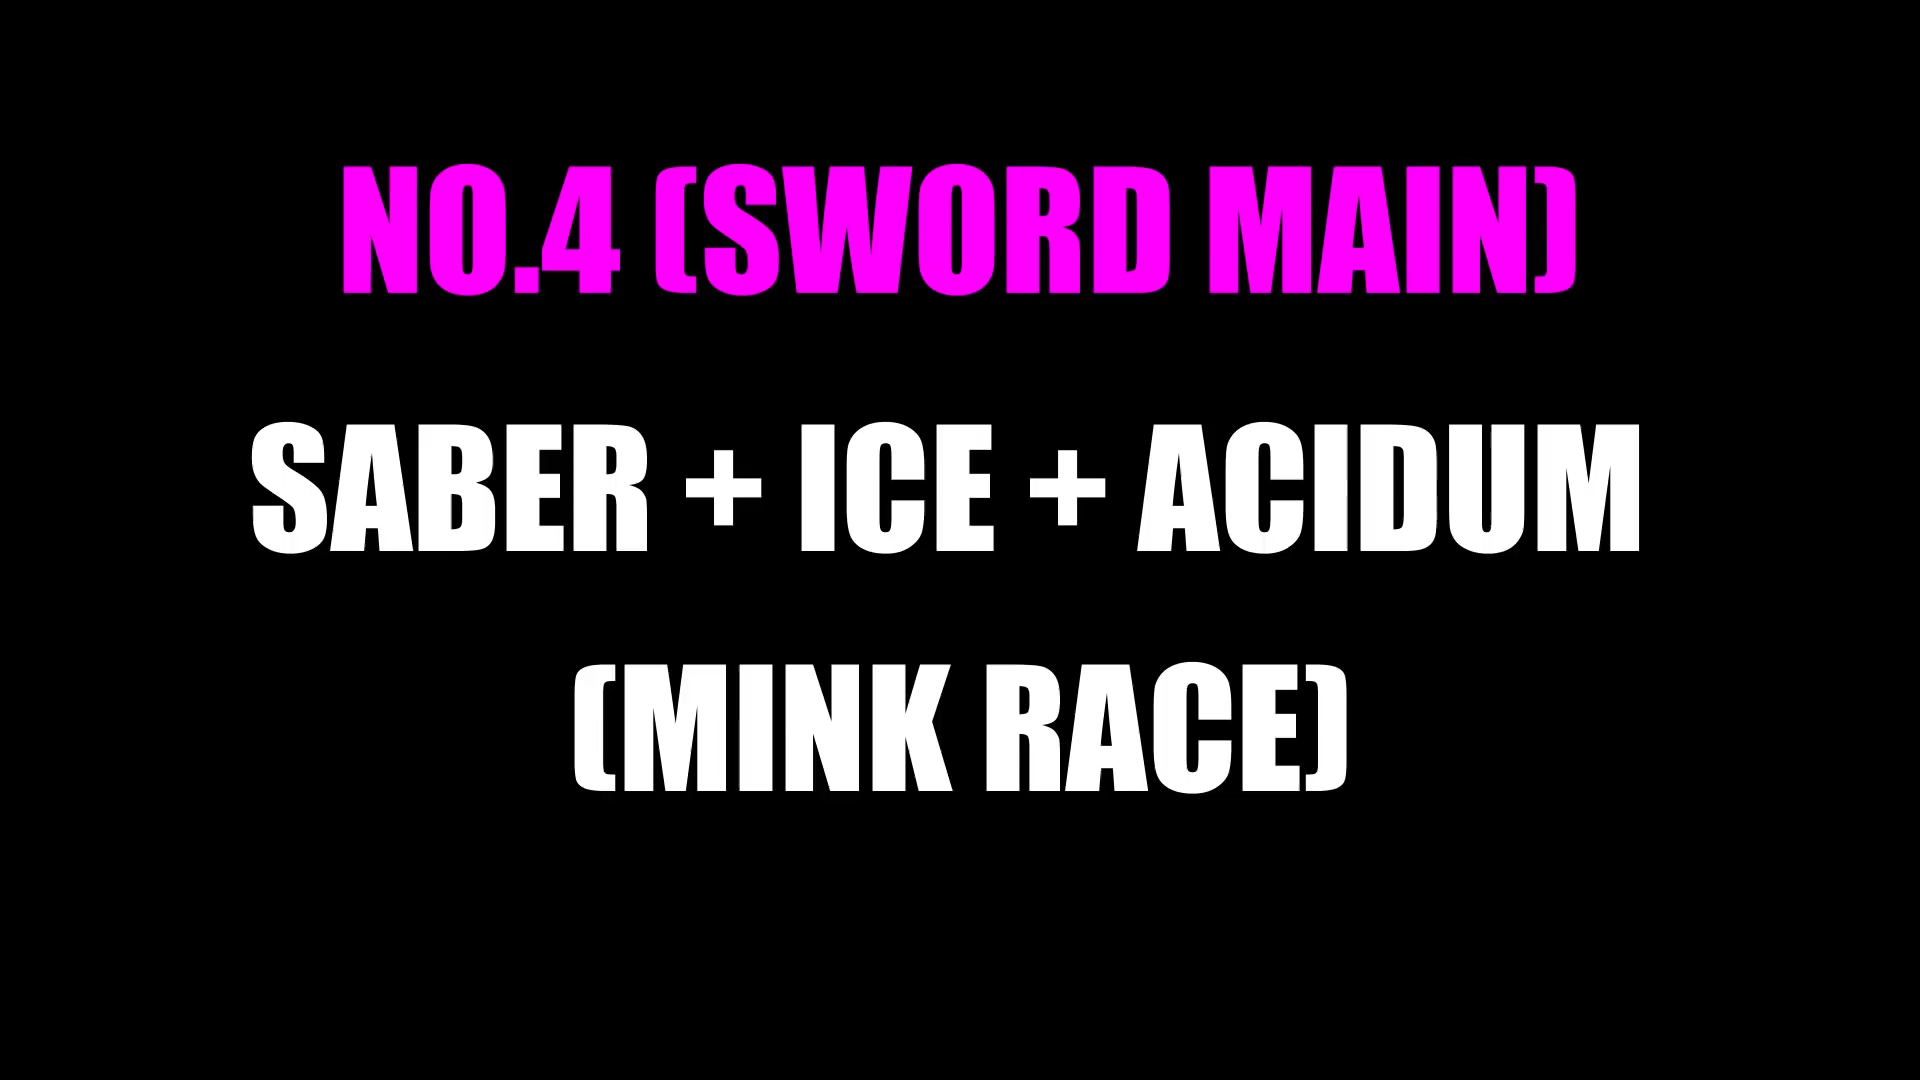 NO.4 (SWORD MAIN)
SABER + ICE + ACIDUM
(MINK RACE)